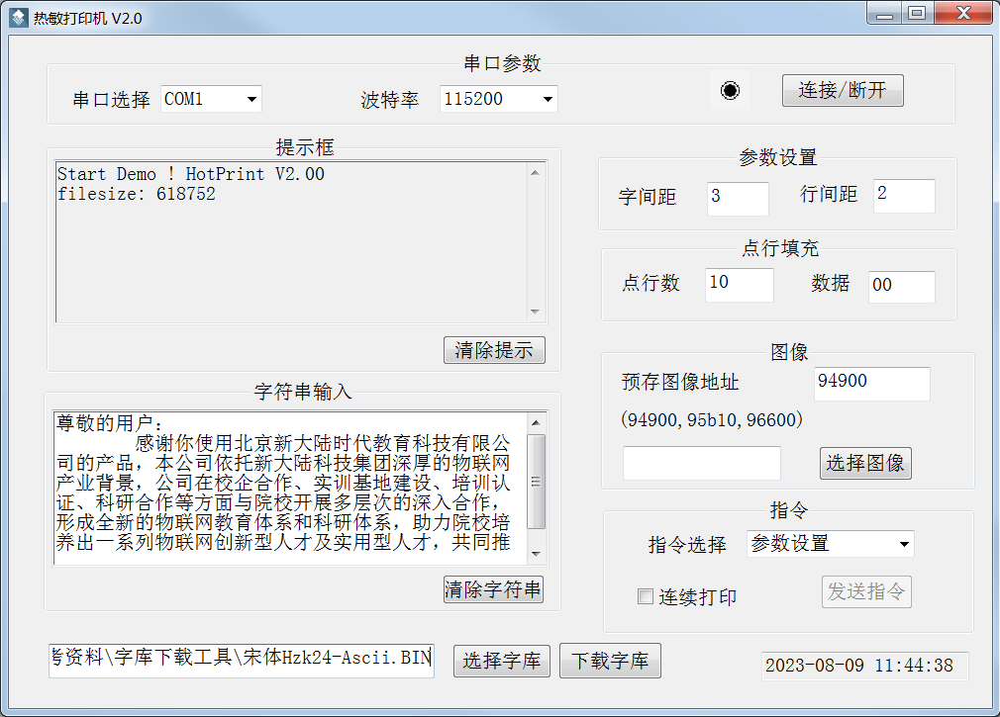 热敏打印机 V2.0
串口参数
串口选择 COM1 波特率 115200 连接/断开
提示框
Start Demo ! HotPrint V2.00
filesize: 618752
清除提示
参数设置
字间距 3 行间距 2
点行填充
点行数 10 数据 00
图像
预存图像地址 94900
(94900,95b10,96600)
选择图像
字符串输入
尊敬的用户:
感谢你使用北京新大陆时代教育科技有限公
司的产品，本公司依托新大陆科技集团深厚的物联网
产业背景，公司在校企合作、实训基地建设、培训认
证、科研合作等方面与院校开展多层次的深入合作，
形成全新的物联网教育体系和科研体系，助力院校培
养出一系列物联网创新型人才及实用型人才，共同推
清除字符串
指令
指令选择 参数设置
连续打印 发送指令
资料\字库下载工具\宋体Hzk24-Ascii.BIN 选择字库 下载字库
2023-08-09 11:44:38